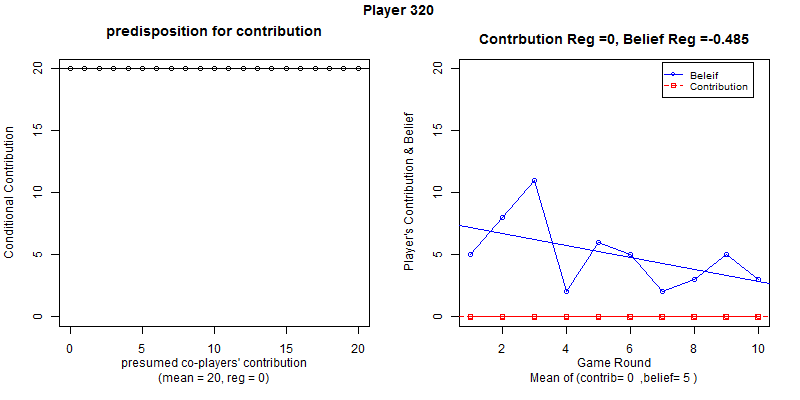 Player 320
predisposition for contribution
Conditional Contribution
20
15
10
5
0
0
5
10
15
20
presumed co-players' contribution
(mean = 20, reg = 0)
Contrbution Reg =0, Belief Reg =-0.485
Player's Contribution & Belief
20
15
10
5
0
Beleif
Contribution
2
4
6
8
10
Game Round
Mean of (contrib= 0 ,belief= 5 )